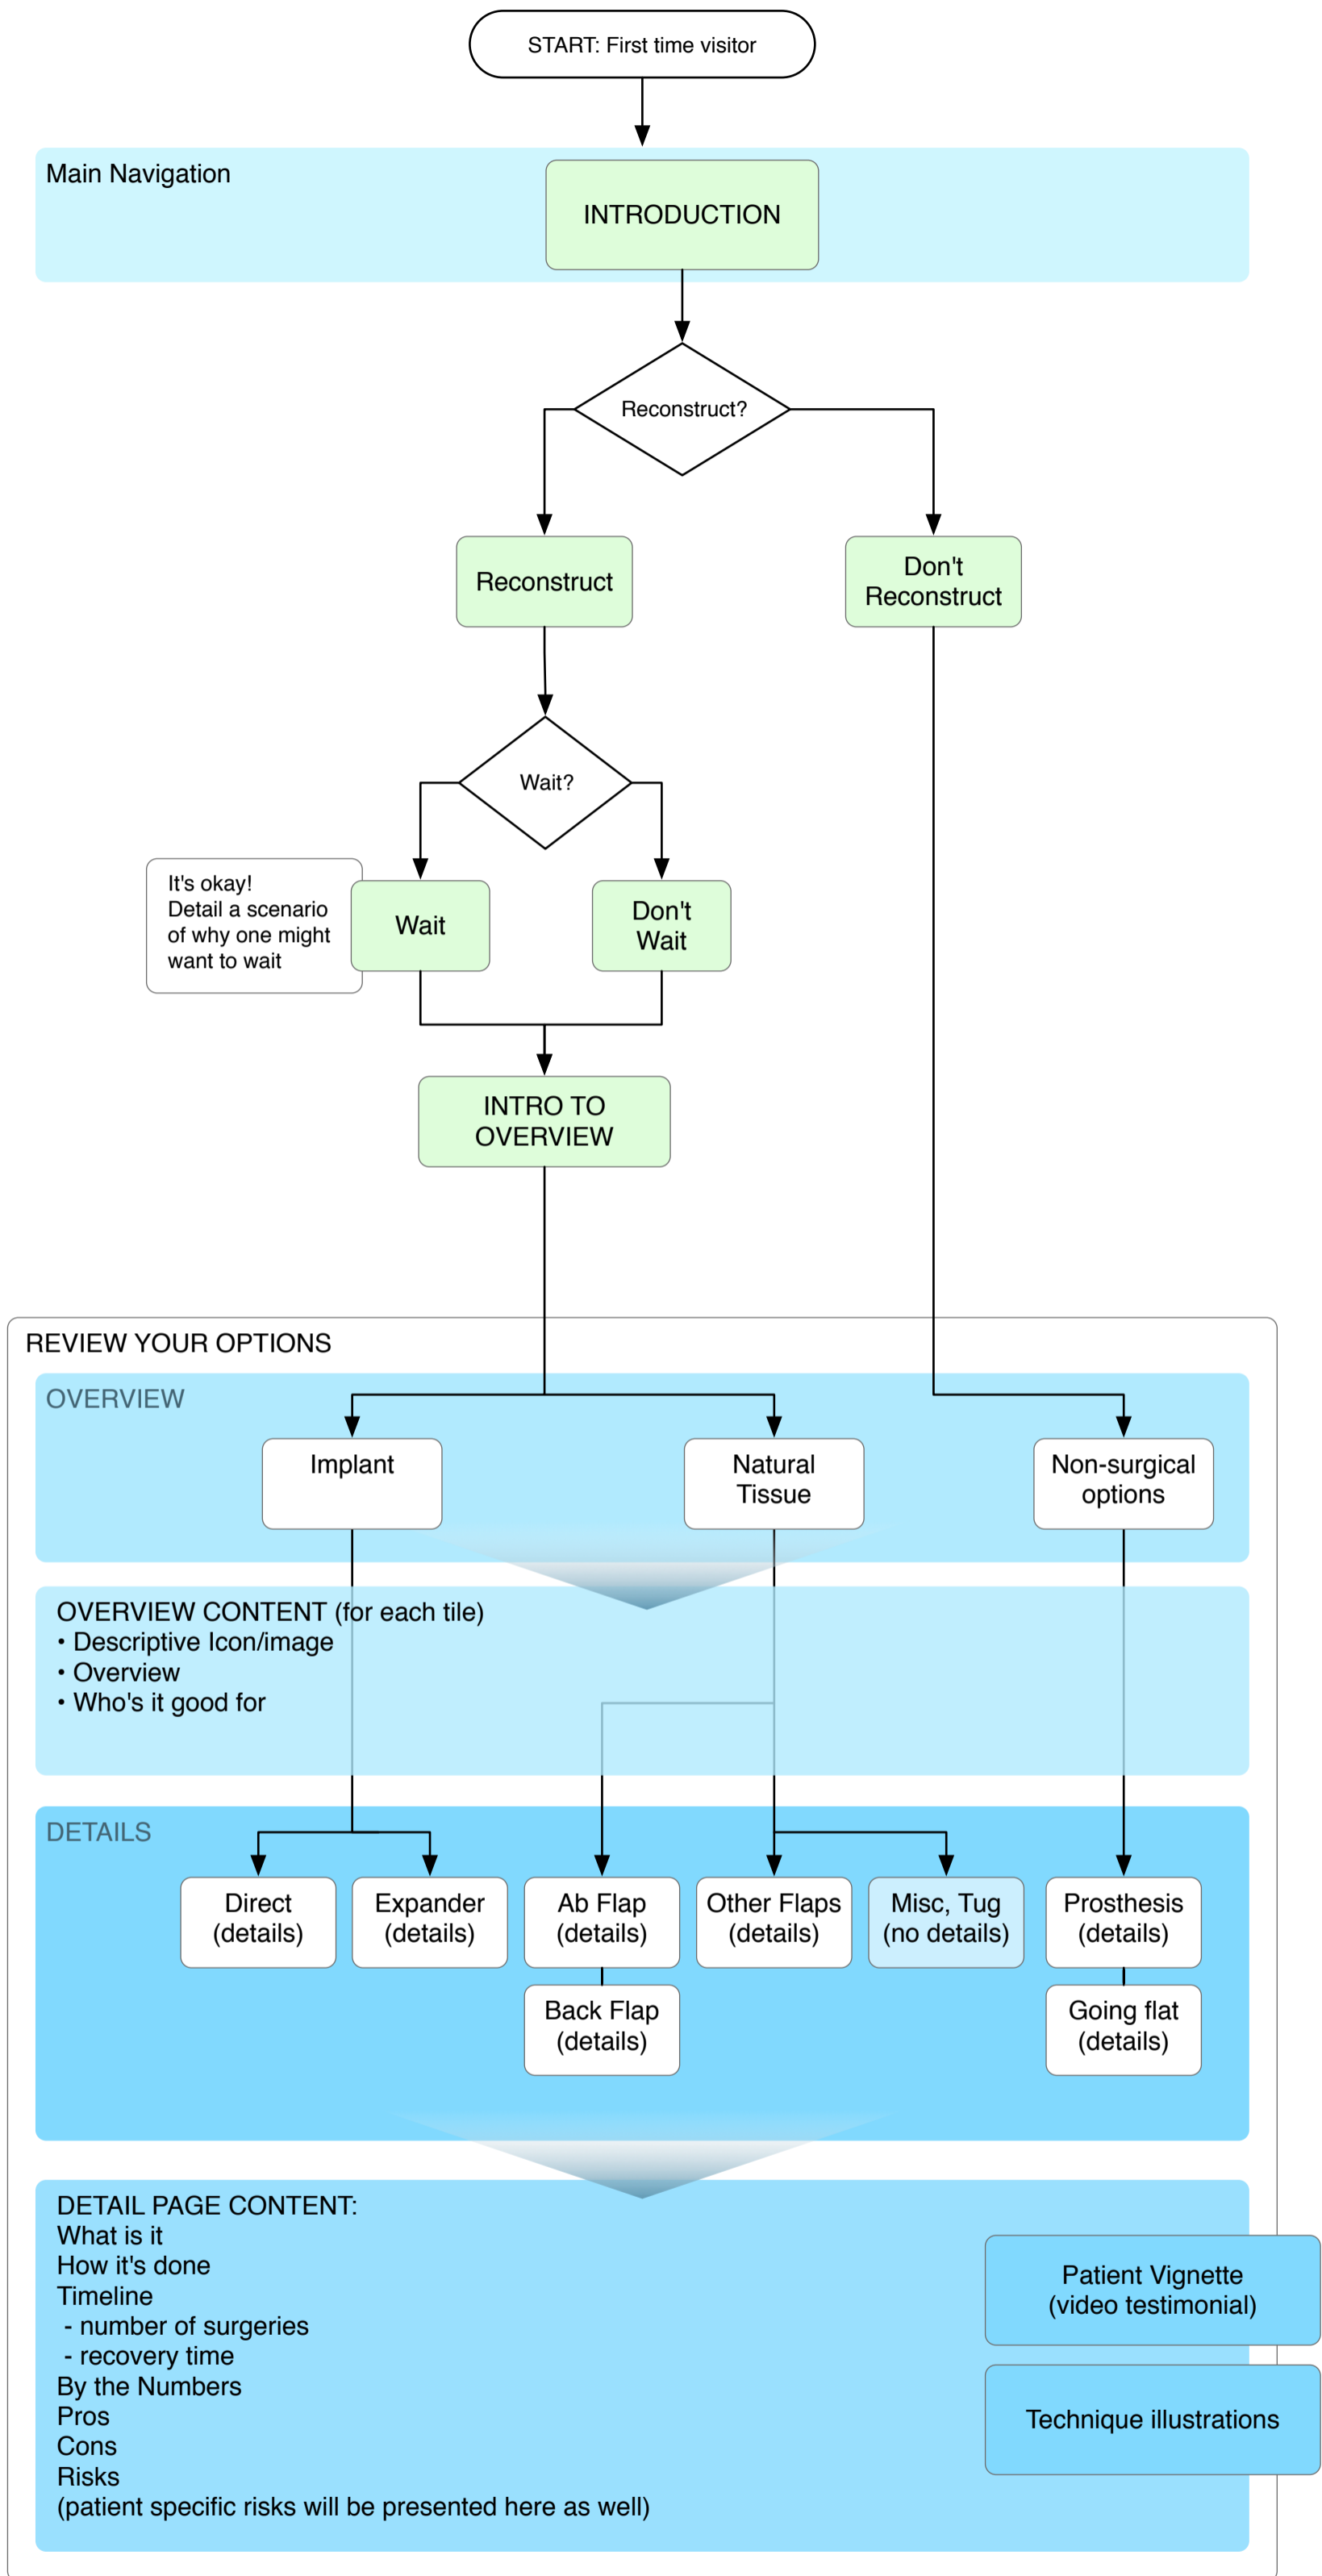 START: First time visitor
Main Navigation
INTRODUCTION
Reconstruct?
Reconstruct
Don't
Reconstruct
Wait?
It's okay!
Detail a scenario
of why one might
want to wait
Wait
Don't
Wait
INTRO TO
OVERVIEW
REVIEW YOUR OPTIONS
OVERVIEW
Implant
Natural
Tissue
Non-surgical
options
OVERVIEW CONTENT (for each tile)
• Descriptive Icon/image
• Overview
• Who's it good for
DETAILS
Direct
(details)
Expander
(details)
Ab Flap
(details)
Other Flaps
(details)
Misc, Tug
(no details)
Prosthesis
(details)
Back Flap
(details)
Going flat
(details)
DETAIL PAGE CONTENT:
What is it
How it's done
Timeline
- number of surgeries
- recovery time
By the Numbers
Pros
Cons
Risks
(patient specific risks will be presented here as well)
Patient Vignette
(video testimonial)
Technique illustrations